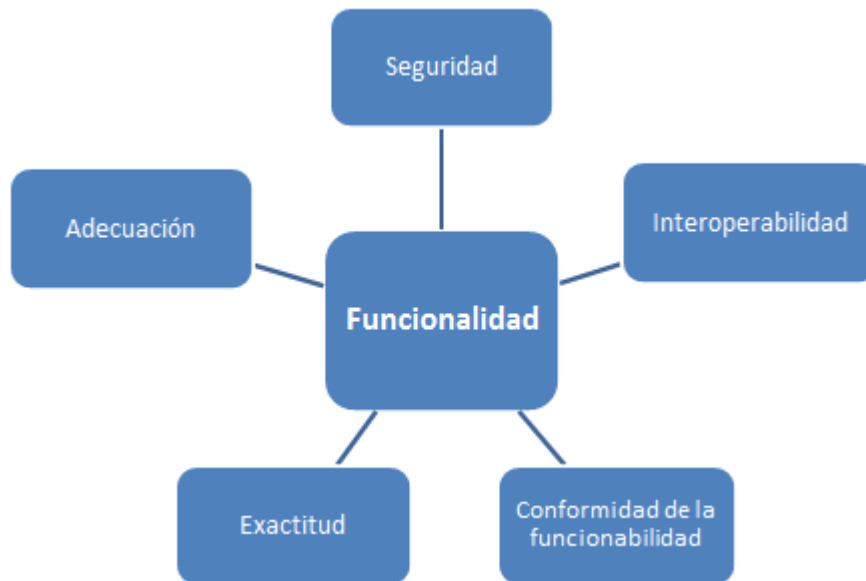 Seguridad
Adecuación
Interoperabilidad
Funcionalidad
Exactitud
Conformidad de la
funcionabilidad